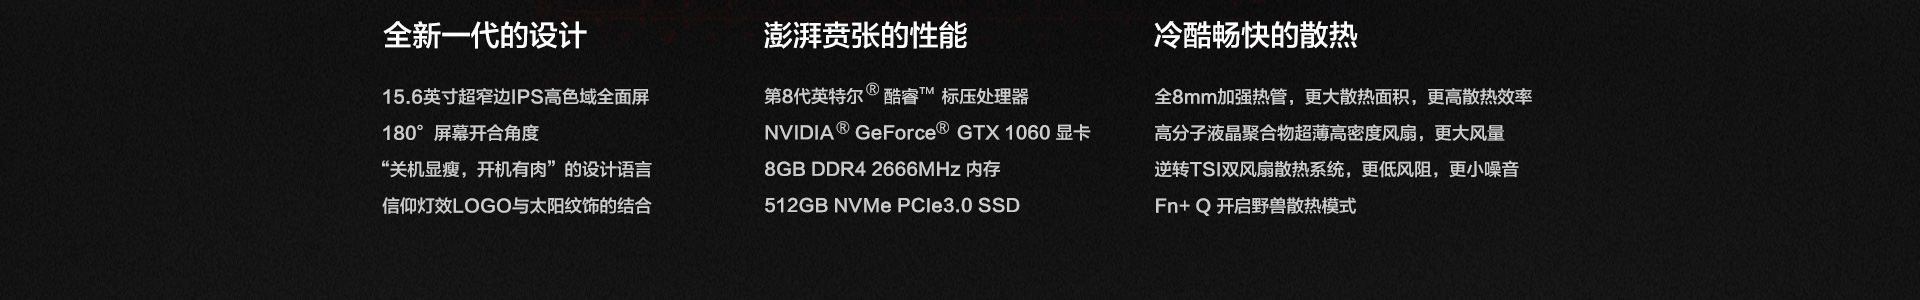 全新一代的设计
15.6英寸超窄边IPS高色域全面屏
180°屏幕开合角度
“关机显瘦，开机有肉”的设计语言
信仰灯效LOGO与太阳纹饰的结合
澎湃贲张的性能
第8代英特尔®酷睿™ 标压处理器
NVIDIA® GeForce® GTX 1060 显卡
8GB DDR4 2666MHz 内存
512GB NVMe PCIe3.0 SSD
冷酷畅快的散热
全8mm加强热管，更大散热面积，更高散热效率
高分子液晶聚合物超薄高密度风扇，更大风量
逆转TSI双风扇散热系统，更低风阻，更小噪音
Fn+ Q 开启野兽散热模式